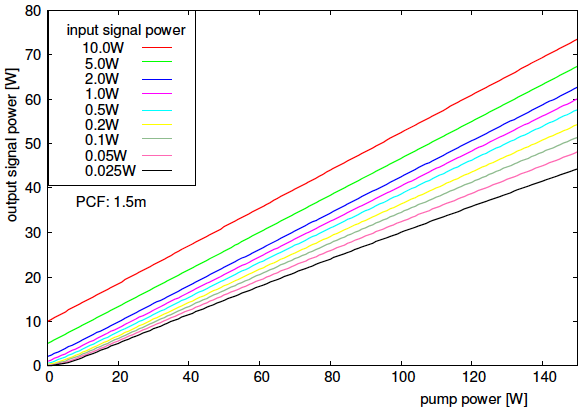 80
70
60
50
40
30
20
10
0
output signal power [W]
input signal power
10.0W
5.0W
2.0W
1.0W
0.5W
0.2W
0.1W
0.05W
0.025W
PCF: 1.5m
0 20 40 60 80 100 120 140
pump power [W]